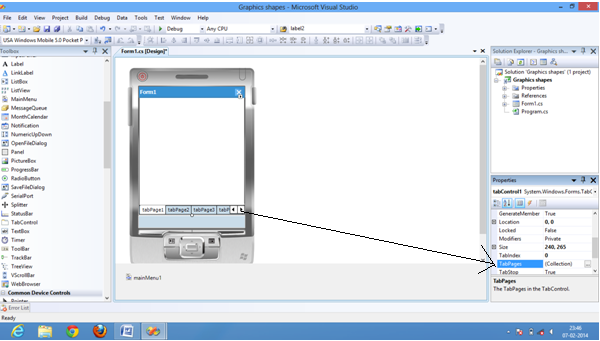 Graphics shapes - Microsoft Visual Studio
File Edit View Project Build Debug Data Format Tools Test Window Help
Debug Any CPU label2
USA Windows Mobile 5.0 Pocket P
Toolbox
Label
LinkLabel
ListBox
ListView
MainMenu
MessageQueue
MonthCalendar
Notification
NumericUpDown
OpenFileDialog
Panel
PictureBox
ProgressBar
RadioButton
SaveFileDialog
SerialPort
Splitter
StatusBar
TabControl
TextBox
Timer
ToolBar
TrackBar
TreeView
VScrollBar
WebBrowser
Common Device Controls
Pointer
Form1.cs [Design]*
Form1
tabPage1 tabPage2 tabPage3 tabP
mainMenu1
Solution Explorer - Graphics sh...
Solution 'Graphics shapes' (1 project)
Graphics shapes
Properties
References
Form1.cs
Program.cs
Properties
tabControl1 System.Windows.Forms.TabC
GenerateMember True
Location 0, 0
Locked False
Modifiers Private
Size 240, 265
TabIndex 0
TabPages (Collection)
TabStop True
TabPages
The TabPages in the TabControl.
Error List
Ready
23:46
07-02-2014